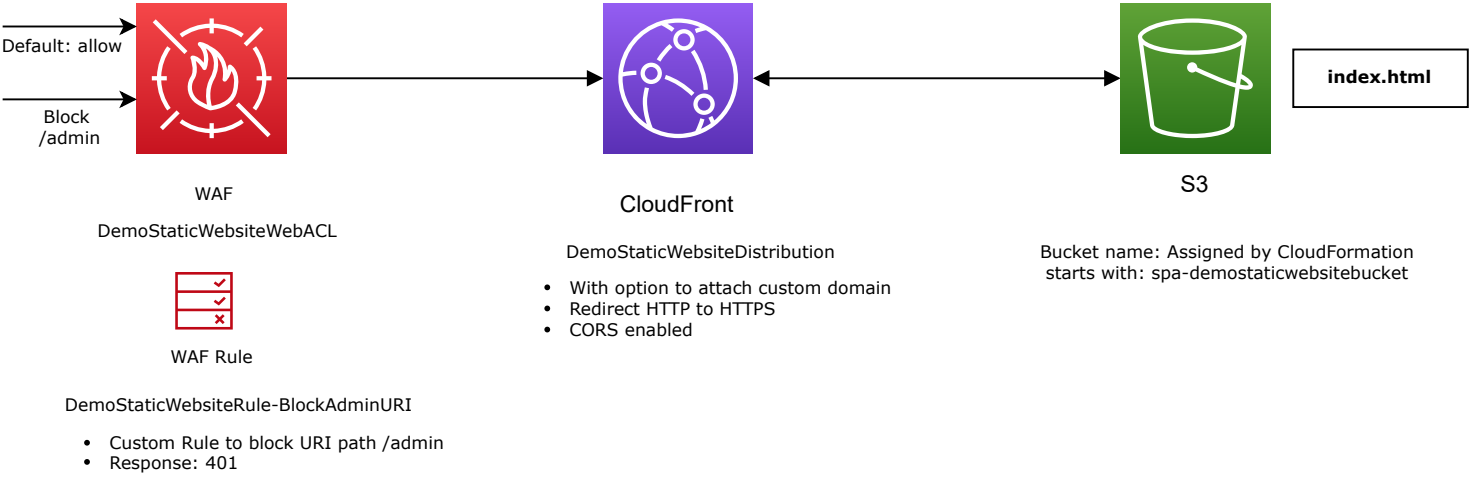 Default: allow
Block
/admin
WAF
DemoStaticWebsiteWebACL
WAF Rule
DemoStaticWebsiteRule-BlockAdminURI
• Custom Rule to block URI path /admin
• Response: 401
CloudFront
DemoStaticWebsiteDistribution
• With option to attach custom domain
• Redirect HTTP to HTTPS
• CORS enabled
S3
index.html
Bucket name: Assigned by CloudFormation
starts with: spa-demostaticwebsitebucket